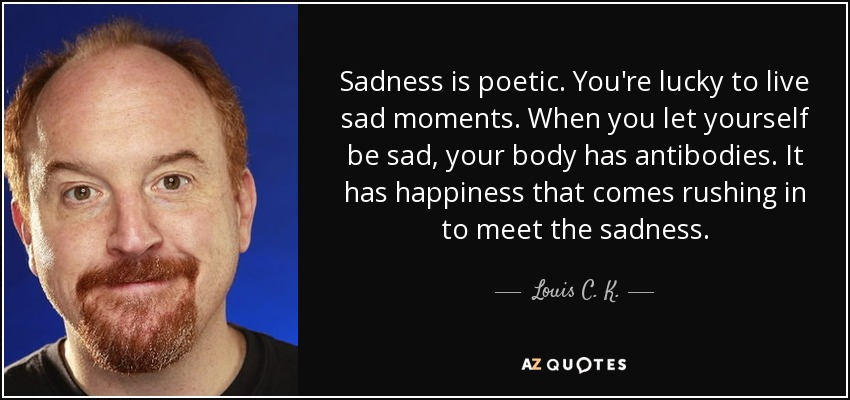 Sadness is poetic. You're lucky to live
sad moments. When you let yourself
be sad, your body has antibodies. It
has happiness that comes rushing in
to meet the sadness.
Louis C. K.
AZ QUOTES